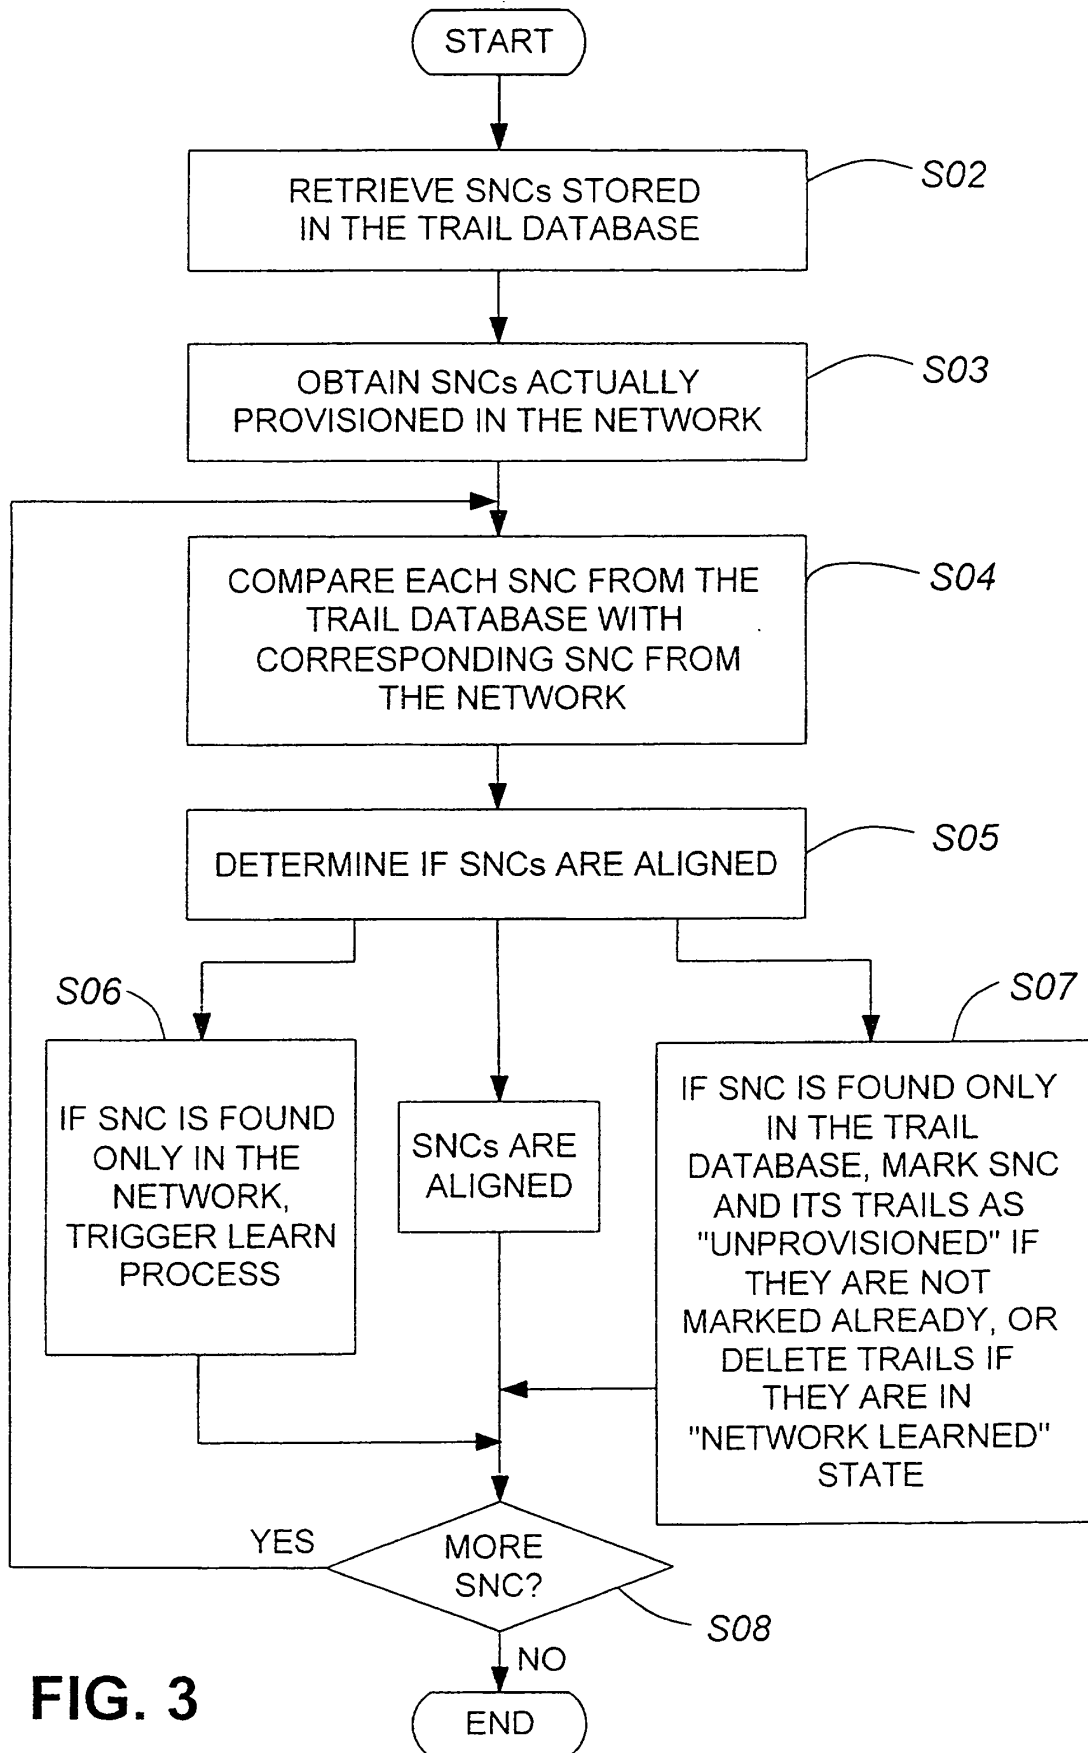 START
RETRIEVE SNCs STORED
IN THE TRAIL DATABASE
S02
OBTAIN SNCs ACTUALLY
PROVISIONED IN THE NETWORK
S03
COMPARE EACH SNC FROM THE
TRAIL DATABASE WITH
CORRESPONDING SNC FROM
THE NETWORK
S04
DETERMINE IF SNCs ARE ALIGNED
S05
S06
IF SNC IS FOUND
ONLY IN THE
NETWORK,
TRIGGER LEARN
PROCESS
SNCs ARE
ALIGNED
S07
IF SNC IS FOUND ONLY
IN THE TRAIL
DATABASE, MARK SNC
AND ITS TRAILS AS
"UNPROVISIONED" IF
THEY ARE NOT
MARKED ALREADY, OR
DELETE TRAILS IF
THEY ARE IN
"NETWORK LEARNED"
STATE
YES
MORE
SNC?
S08
NO
END
FIG. 3